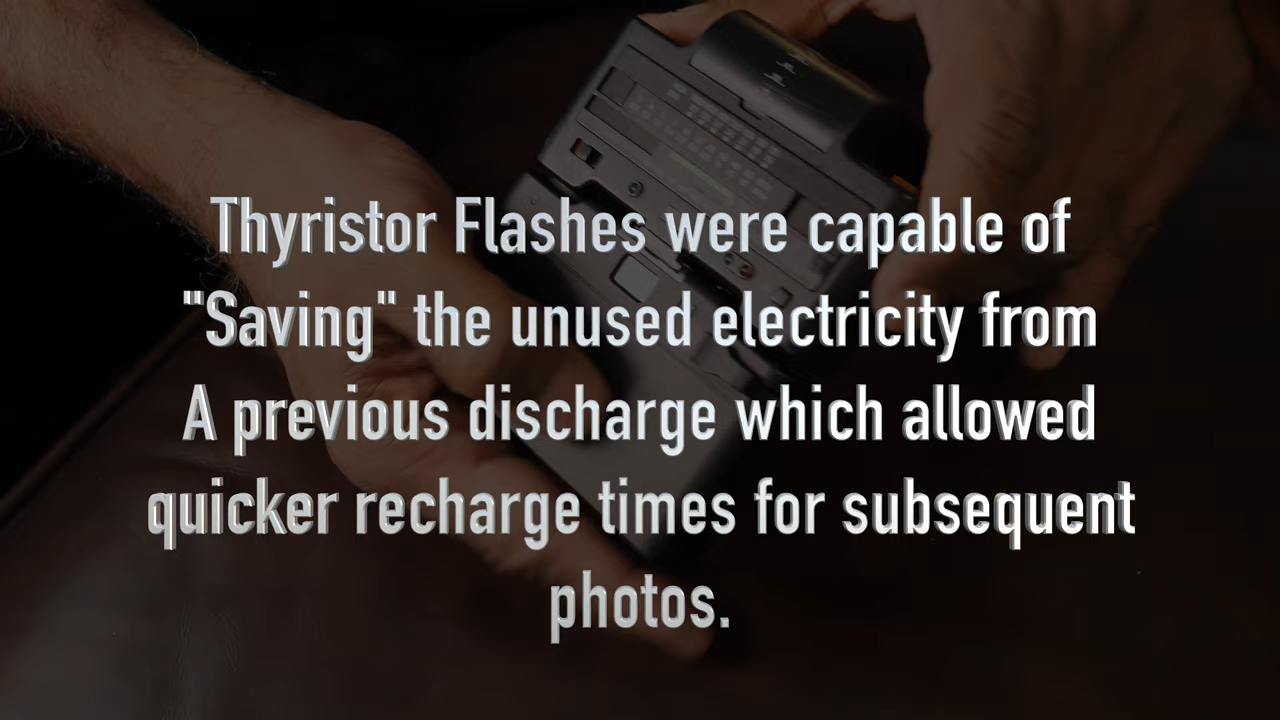 Thyristor Flashes were capable of
"Saving" the unused electricity from
A previous discharge which allowed
quicker recharge times for subsequent
photos.